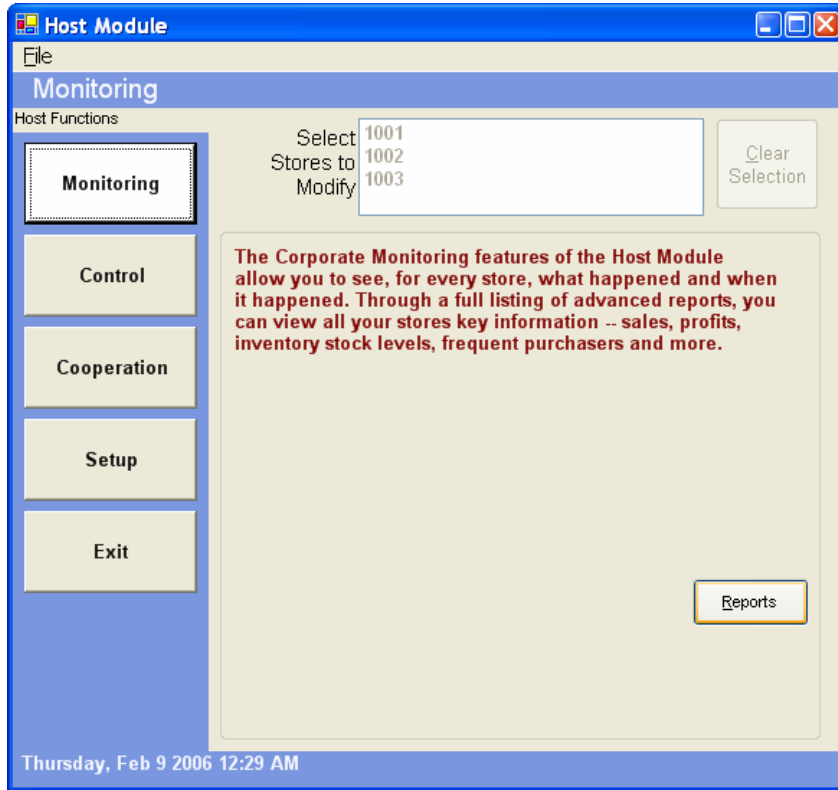 Host Module
File
Monitoring
Host Functions
Monitoring
Control
Cooperation
Setup
Exit
Select
Stores to
Modify
1001
1002
1003
Clear
Selection
The Corporate Monitoring features of the Host Module
allow you to see, for every store, what happened and when
it happened. Through a full listing of advanced reports, you
can view all your stores key information -- sales, profits,
inventory stock levels, frequent purchasers and more.
Reports
Thursday, Feb 9 2006 12:29 AM